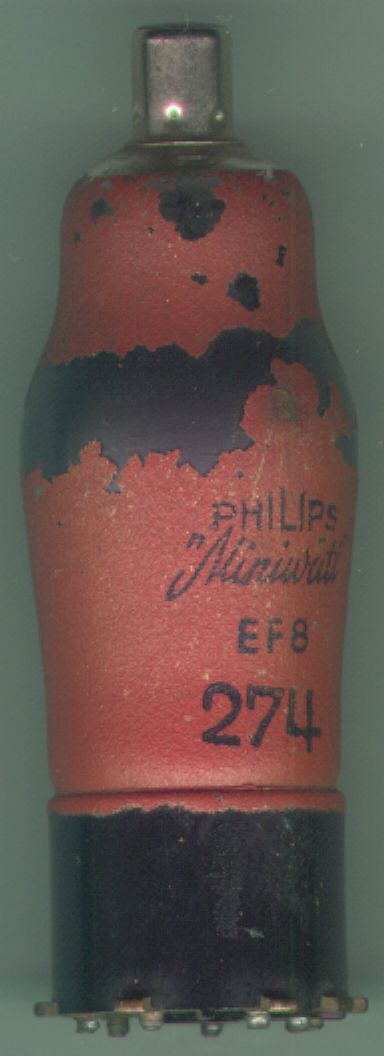 PHILIPS
"Miniwatt"
EF8
274